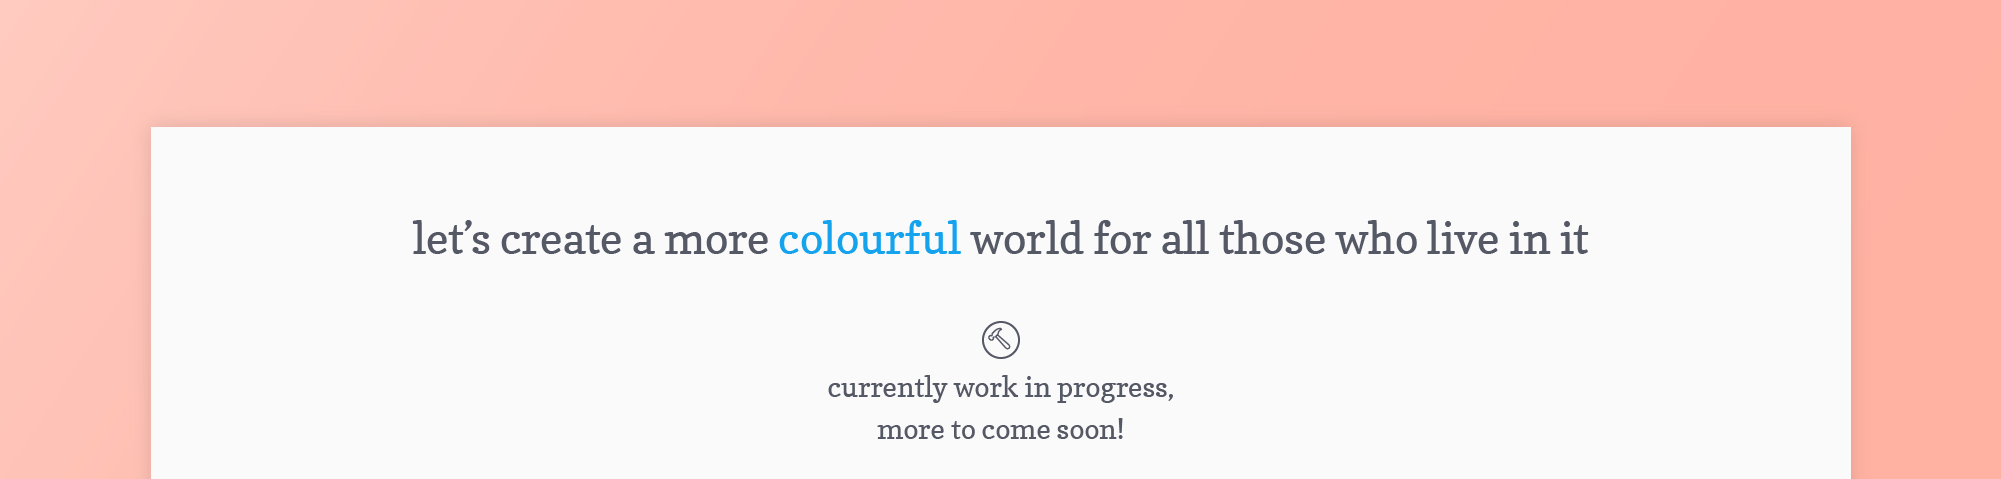 let’s create a more colourful world for all those who live in it
currently work in progress,
more to come soon!